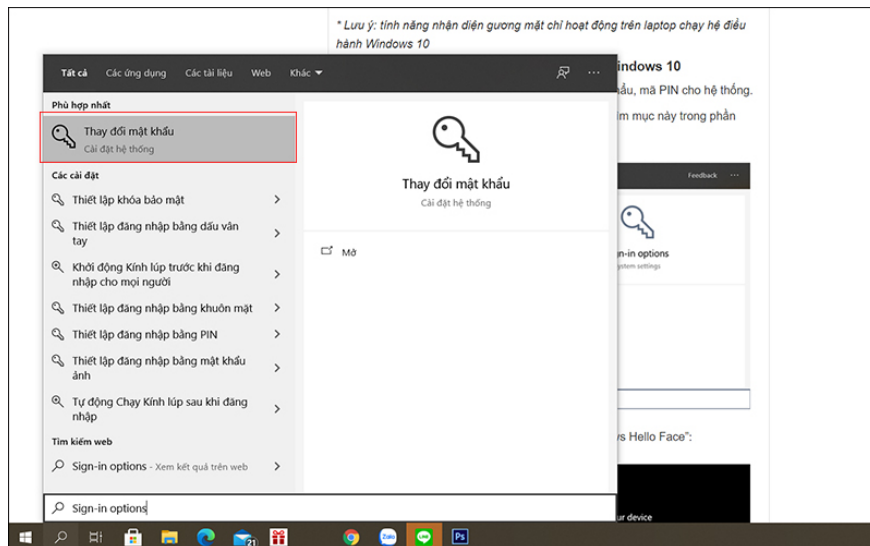 * Lưu ý: tính năng nhận diện gương mặt chỉ hoạt động trên laptop chạy hệ điều
hành Windows 10
indows 10
ẩu, mã PIN cho hệ thống.
ìm mục này trong phần
Tất cả Các ứng dụng Các tài liệu Web Khác
Phù hợp nhất
Thay đổi mật khẩu
Cài đặt hệ thống
Các cài đặt
Thiết lập khóa bảo mật
Thiết lập đăng nhập bằng dấu vân
tay
Khởi động Kính lúp trước khi đăng
nhập cho mọi người
Thiết lập đăng nhập bằng khuôn mặt
Thiết lập đăng nhập bằng PIN
Thiết lập đăng nhập bằng mật khẩu
ảnh
Tự động Chạy Kính lúp sau khi đăng
nhập
Tìm kiếm web
Sign-in options - Xem kết quả trên web
Sign-in options
Thay đổi mật khẩu
Cài đặt hệ thống
Mở
Feedback
gn-in options
ystem settings
ws Hello Face":
ur device
21
Zalo
Ps